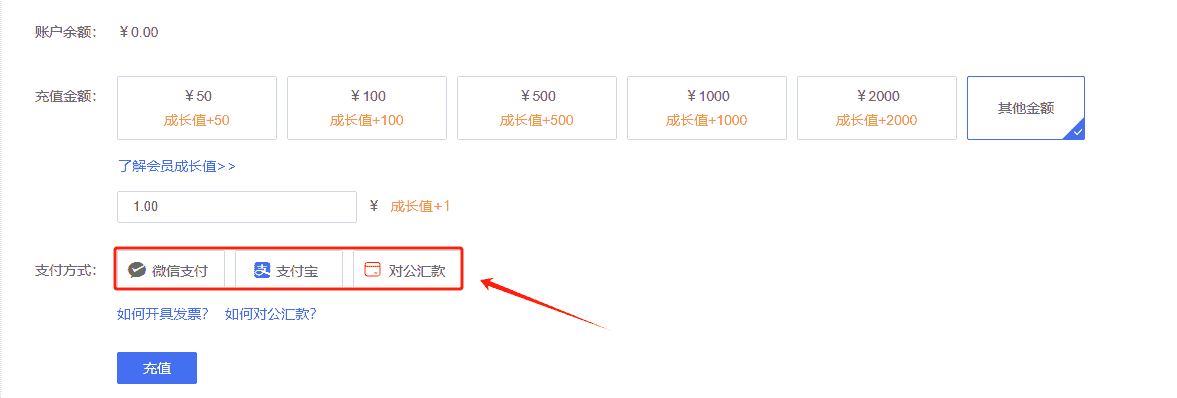 账户余额： ￥0.00
充值金额： ￥50 ￥100 ￥500 ￥1000 ￥2000 其他金额
成长值+50 成长值+100 成长值+500 成长值+1000 成长值+2000
了解会员成长值>>
1.00 ￥ 成长值+1
支付方式： 微信支付 支付宝 对公汇款
如何开具发票？ 如何对公汇款？
充值